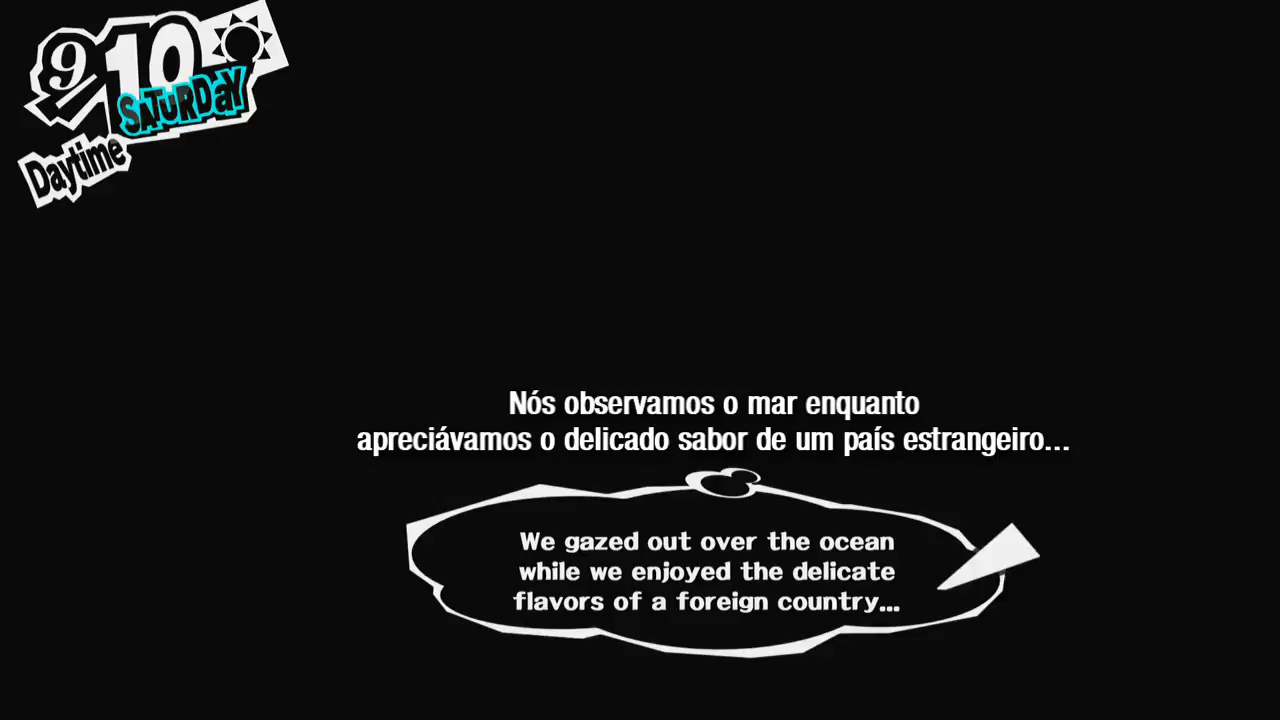 9/10
SATURDAY
Daytime
Nós observamos o mar enquanto
apreciávamos o delicado sabor de um país estrangeiro...
We gazed out over the ocean
while we enjoyed the delicate
flavors of a foreign country...